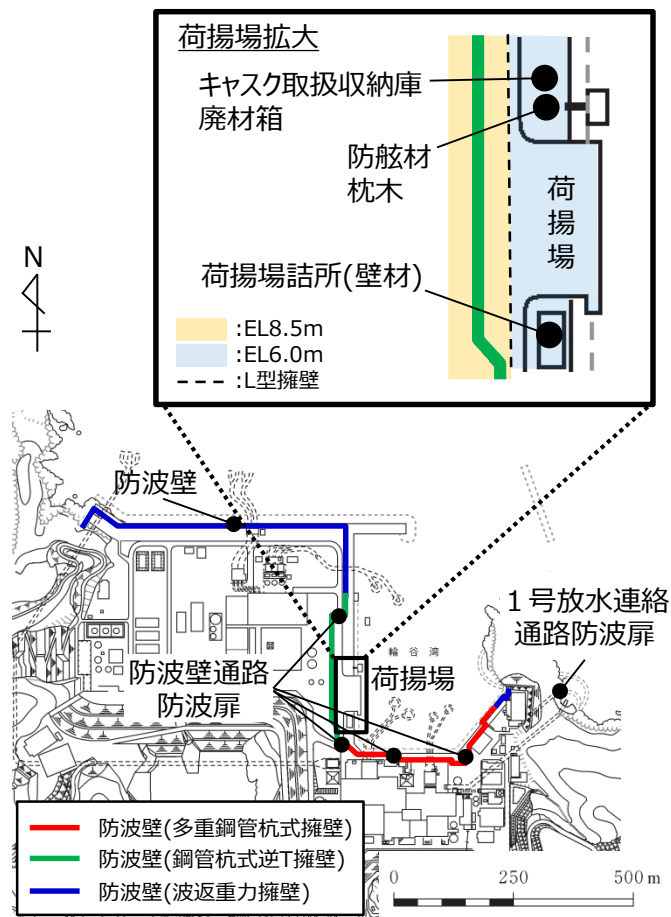 荷揚場拡大
キャスク取扱収納庫
廃材箱
防舷材
枕木
荷揚場
荷揚場詰所(壁材)
:EL8.5m
:EL6.0m
:L型擁壁
N
防波壁
１号放水連絡
通路防波扉
輪谷湾
防波壁通路
防波扉
荷揚場
防波壁(多重鋼管杭式擁壁)
防波壁(鋼管杭式逆T擁壁)
防波壁(波返重力擁壁)
0 250 500 m